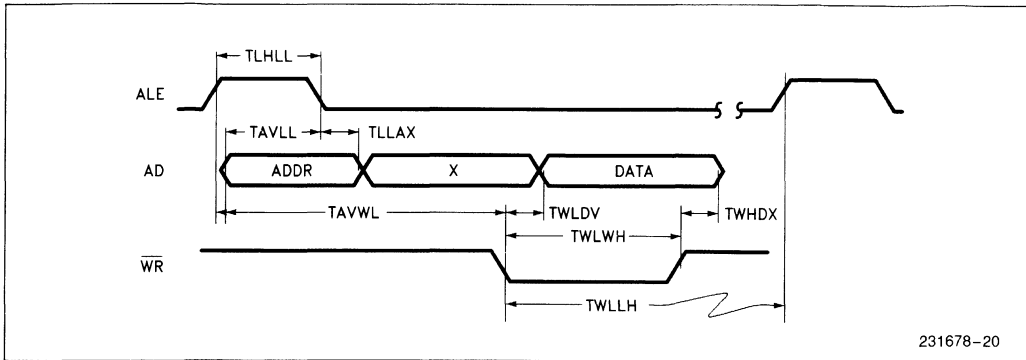 TLHLL
ALE
TAVLL TLLAX
AD ADDR X DATA
TAVWL TWLDV TWHDX
TWLWH
WR
TWLLH
231678-20